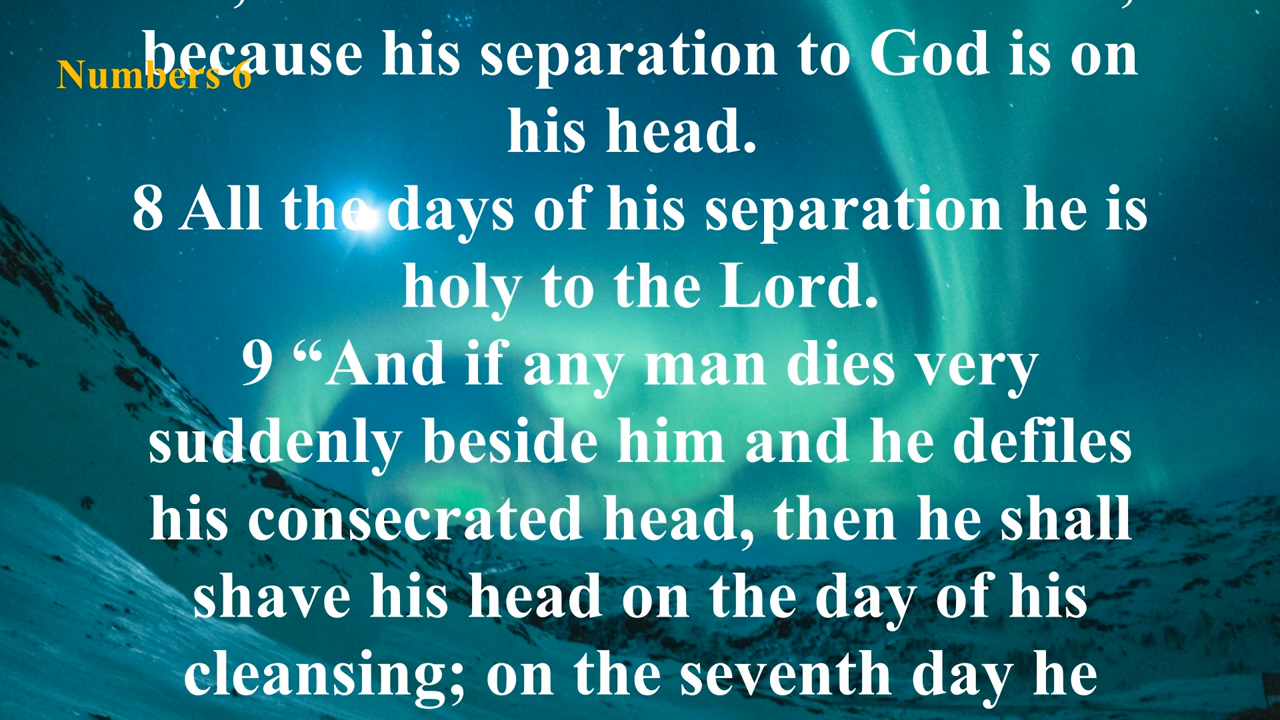 because his separation to God is on
Numbers 6
his head.
8 All the days of his separation he is
holy to the Lord.
9 “And if any man dies very
suddenly beside him and he defiles
his consecrated head, then he shall
shave his head on the day of his
cleansing; on the seventh day he